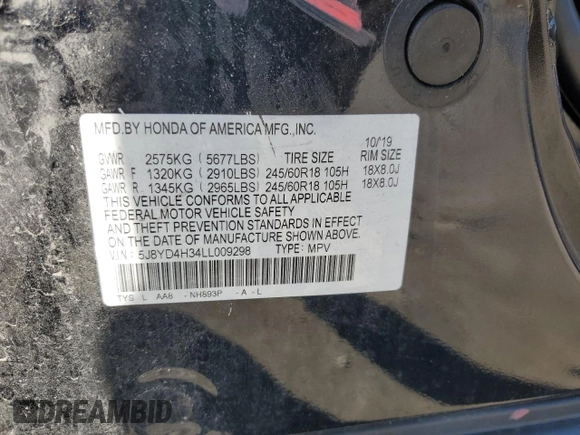 MFD.BY HONDA OF AMERICA MFG.,INC.
10/19
GVWR 2575KG (5677LBS) TIRE SIZE RIM SIZE
GAWR F 1320KG (2910LBS) 245/60R18 105H 18X8.0J
GAWR R 1345KG (2965LBS) 245/60R18 105H 18X8.0J
THIS VEHICLE CONFORMS TO ALL APPLICABLE
FEDERAL MOTOR VEHICLE SAFETY
AND THEFT PREVENTION STANDARDS IN EFFECT
ON THE DATE OF MANUFACTURE SHOWN ABOVE.
V.I.N: 5J8YD4H34LL009298 TYPE: MPV
TYS L AA8 - NH893P - A - L
DREAMBID